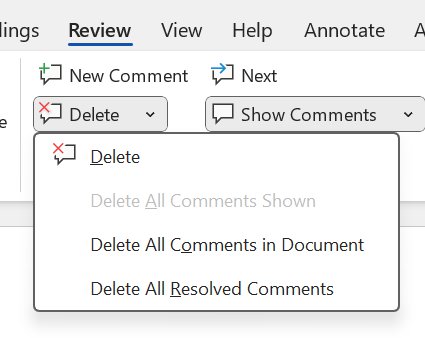 lings Review View Help Annotate A
New Comment Next
e Delete Show Comments
Delete
Delete All Comments Shown
Delete All Comments in Document
Delete All Resolved Comments